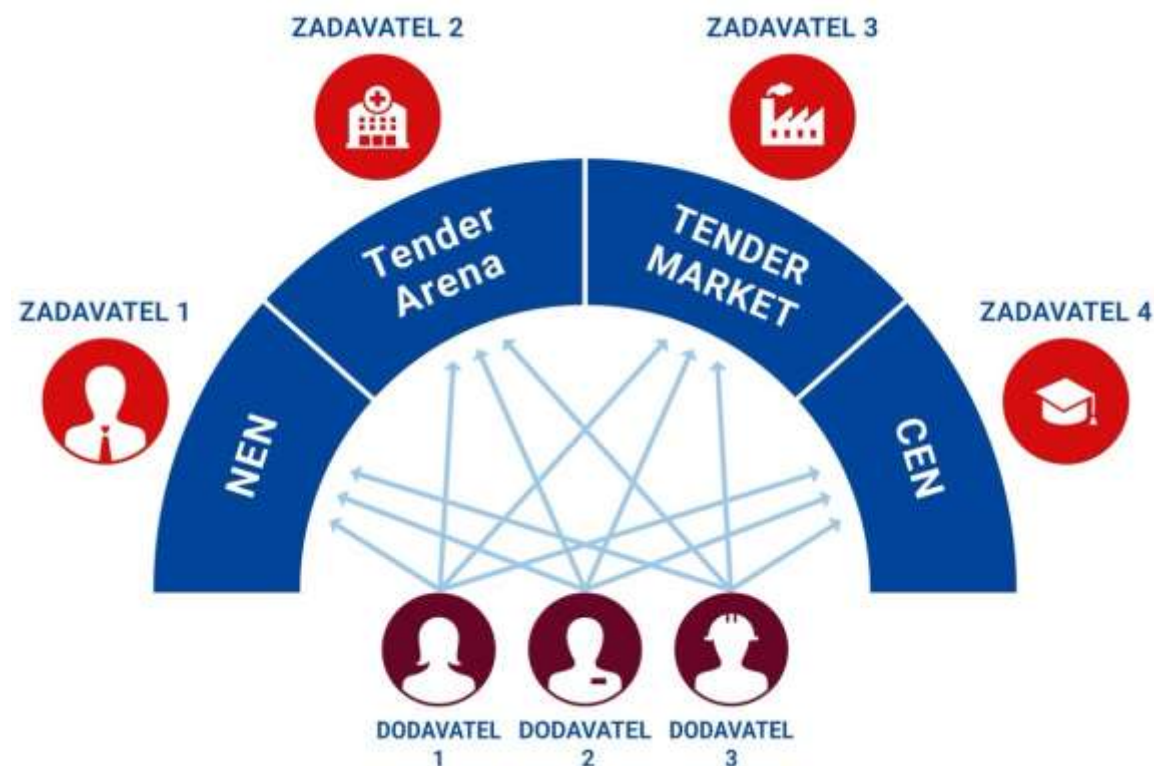 ZADAVATEL 2
ZADAVATEL 3
Tender
Arena
TENDER
MARKET
ZADAVATEL 1
ZADAVATEL 4
NEN
CEN
DODAVATEL
1
DODAVATEL
2
DODAVATEL
3